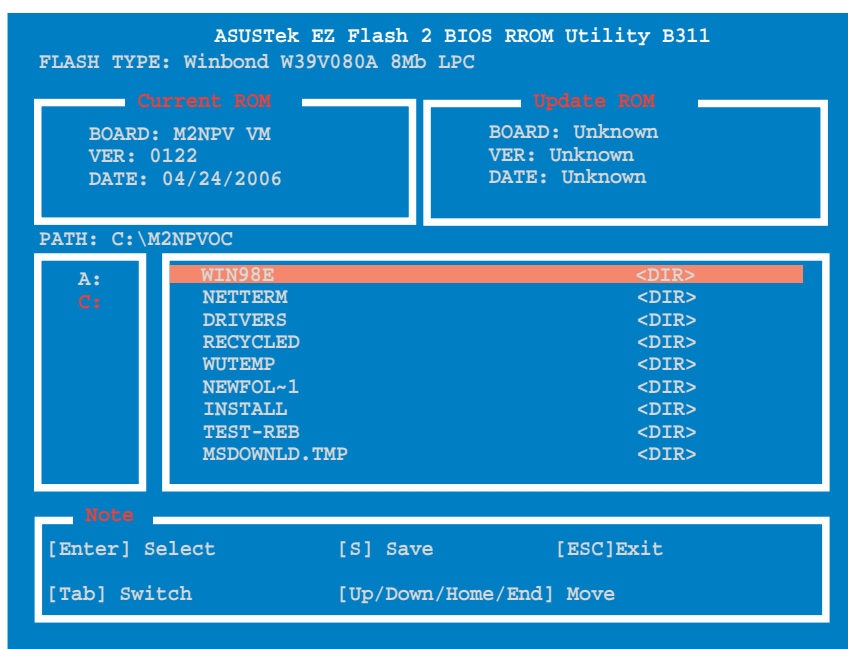 ASUSTek EZ Flash 2 BIOS RROM Utility B311
FLASH TYPE: Winbond W39V080A 8Mb LPC
Current ROM
BOARD: M2NPV VM
VER: 0122
DATE: 04/24/2006
Update ROM
BOARD: Unknown
VER: Unknown
DATE: Unknown
PATH: C:\M2NPVOC
A:
C:
WIN98E <DIR>
NETTERM <DIR>
DRIVERS <DIR>
RECYCLED <DIR>
WUTEMP <DIR>
NEWFOL~1 <DIR>
INSTALL <DIR>
TEST-REB <DIR>
MSDOWNLD.TMP <DIR>
Note
[Enter] Select [S] Save [ESC]Exit
[Tab] Switch [Up/Down/Home/End] Move